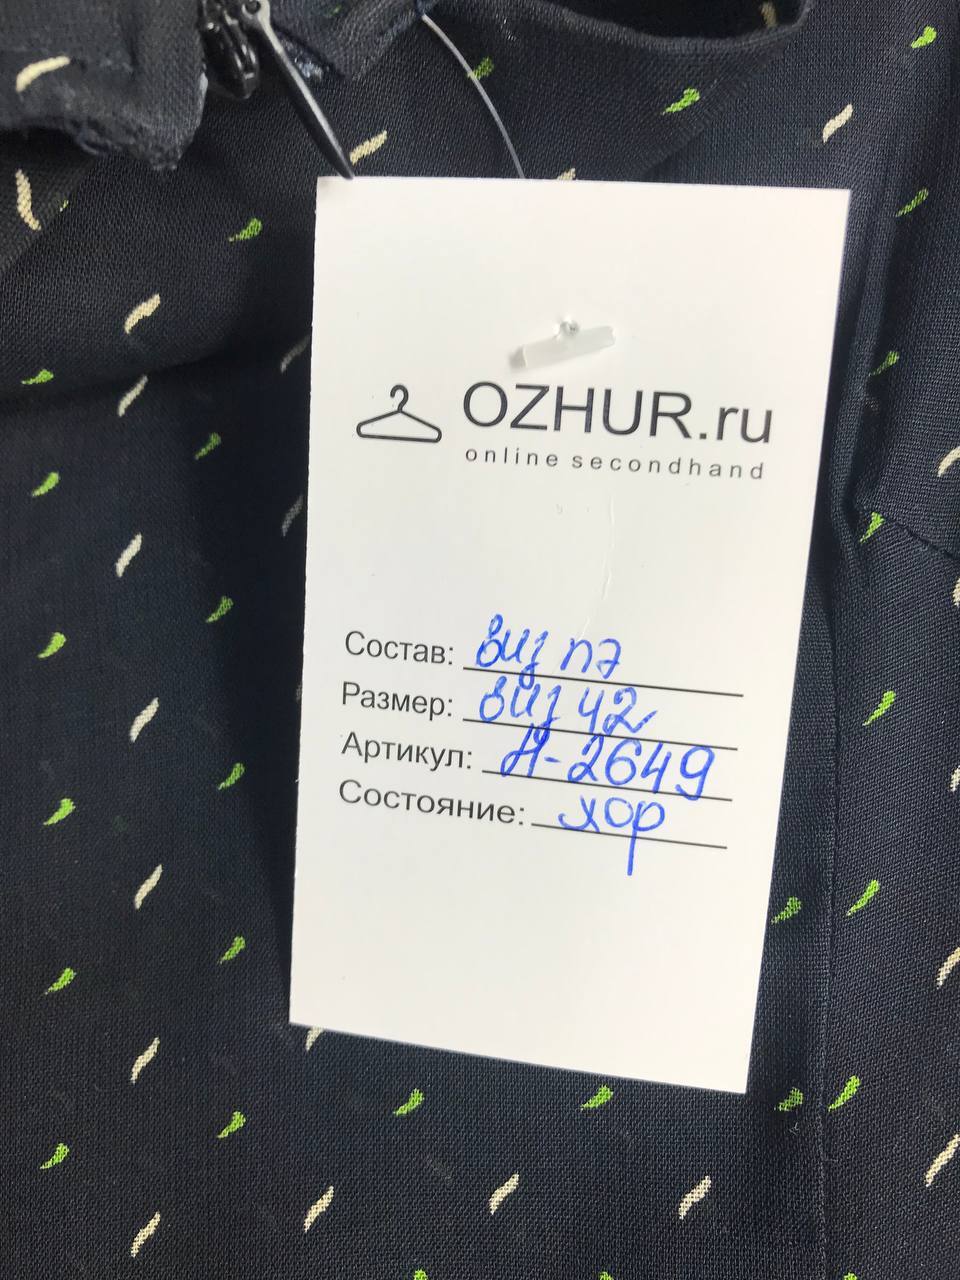 OZHUR.ru
online secondhand
Состав: виз пэ
Размер: виз 42
Артикул: А-2649
Состояние: хор